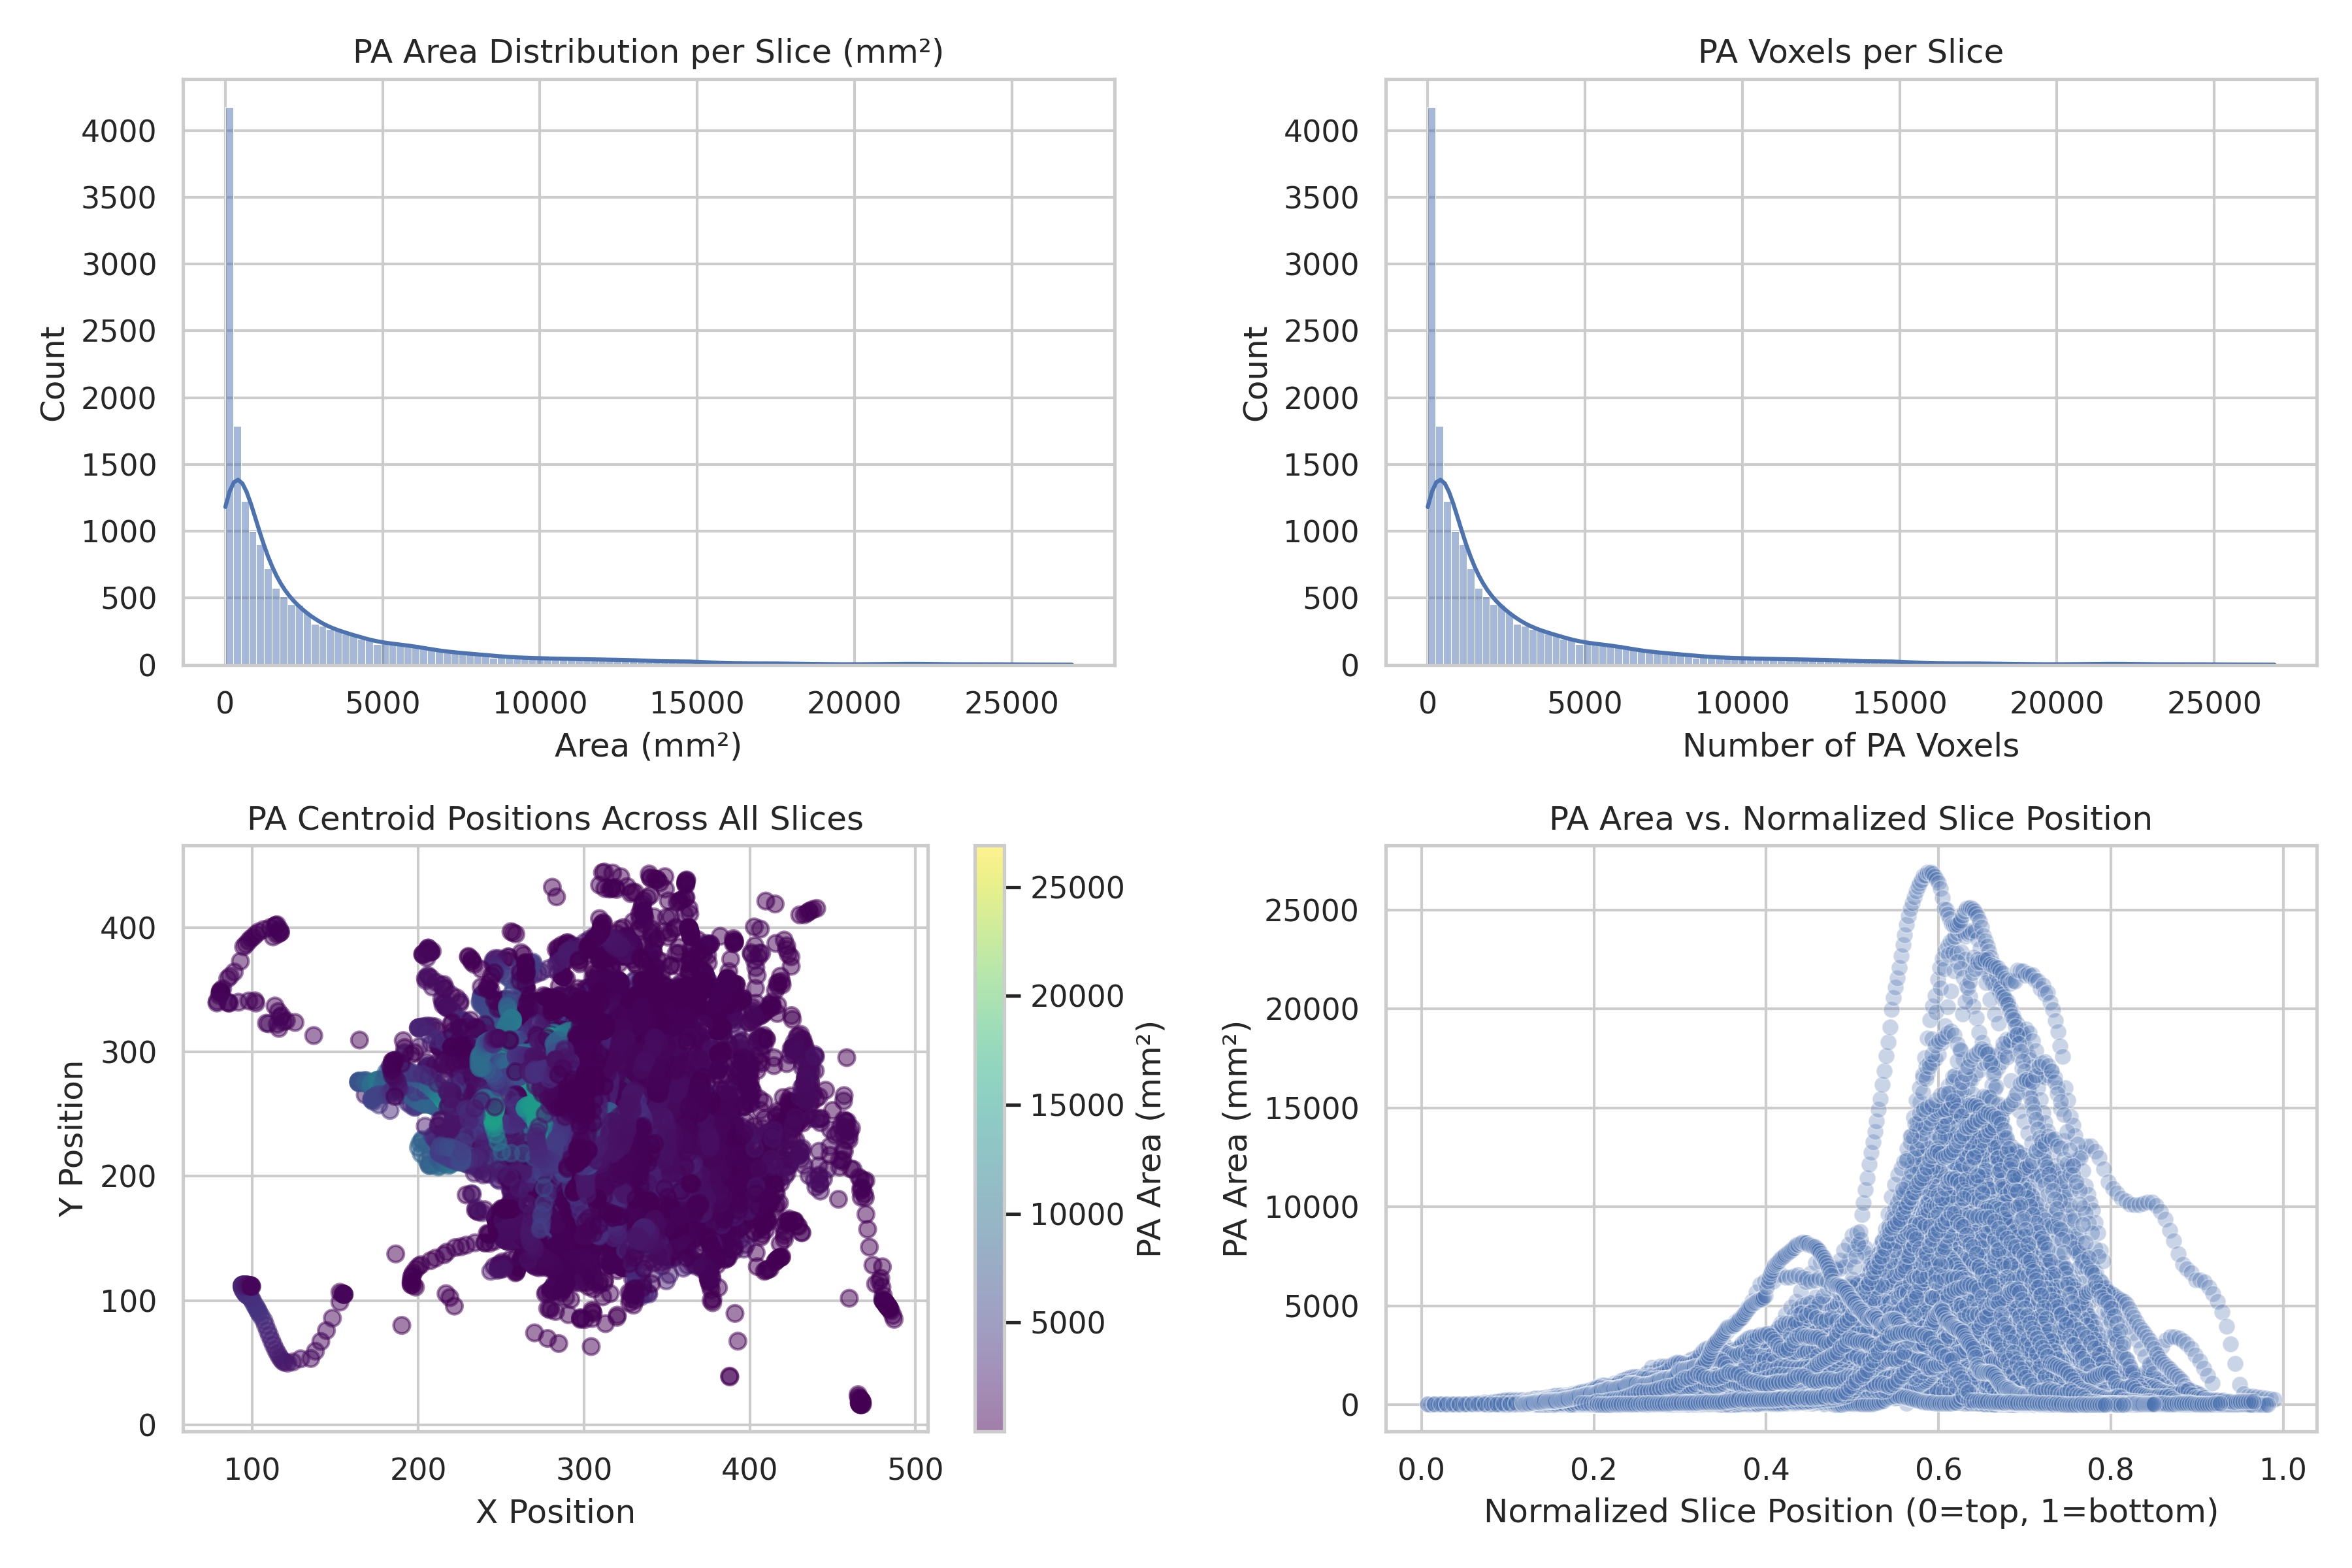 PA Area Distribution per Slice (mm²)
4000
3500
3000
2500
2000
1500
1000
500
0
Count
0 5000 10000 15000 20000 25000
Area (mm²)
PA Voxels per Slice
4000
3500
3000
2500
2000
1500
1000
500
0
Count
0 5000 10000 15000 20000 25000
Number of PA Voxels
PA Centroid Positions Across All Slices
400
300
200
100
0
Y Position
100 200 300 400 500
X Position
25000
20000
15000
10000
5000
PA Area (mm²)
PA Area vs. Normalized Slice Position
25000
20000
15000
10000
5000
0
PA Area (mm²)
0.0 0.2 0.4 0.6 0.8 1.0
Normalized Slice Position (0=top, 1=bottom)